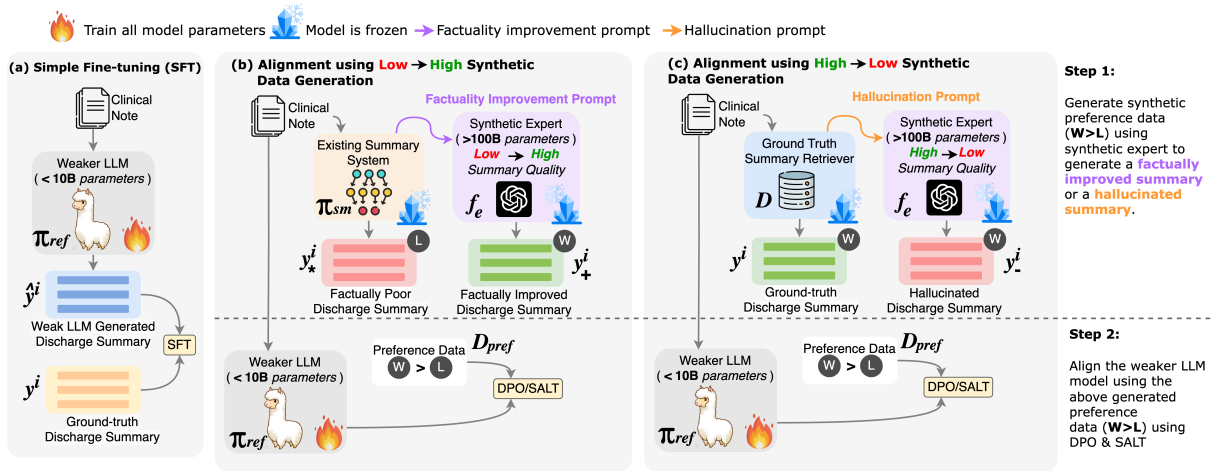 Train all model parameters
Model is frozen
Factuality improvement prompt
Hallucination prompt
(a) Simple Fine-tuning (SFT)
Clinical
Note
Weaker LLM
( < 10B parameters )
πref
ŷⁱ
Weak LLM Generated
Discharge Summary
SFT
yⁱ
Ground-truth
Discharge Summary
(b) Alignment using Low → High Synthetic
Data Generation
Clinical
Note
Factuality Improvement Prompt
Existing Summary
System
πsm
Synthetic Expert
( >100B parameters )
Low → High
Summary Quality
fe
L
W
y*ⁱ
y+ⁱ
Factually Poor
Discharge Summary
Factually Improved
Discharge Summary
Weaker LLM
( < 10B parameters )
πref
Preference Data
W > L
Dpref
DPO/SALT
(c) Alignment using High → Low Synthetic
Data Generation
Clinical
Note
Hallucination Prompt
Ground Truth
Summary Retriever
D
Synthetic Expert
( >100B parameters )
High → Low
Summary Quality
fe
W
W
yⁱ
y-ⁱ
Ground-truth
Discharge Summary
Hallucinated
Discharge Summary
Weaker LLM
( < 10B parameters )
πref
Preference Data
W > L
Dpref
DPO/SALT
Step 1:
Generate synthetic
preference data
(W>L) using
synthetic expert to
generate a factually
improved summary
or a hallucinated
summary.
Step 2:
Align the weaker LLM
model using the
above generated
preference
data (W>L) using
DPO & SALT